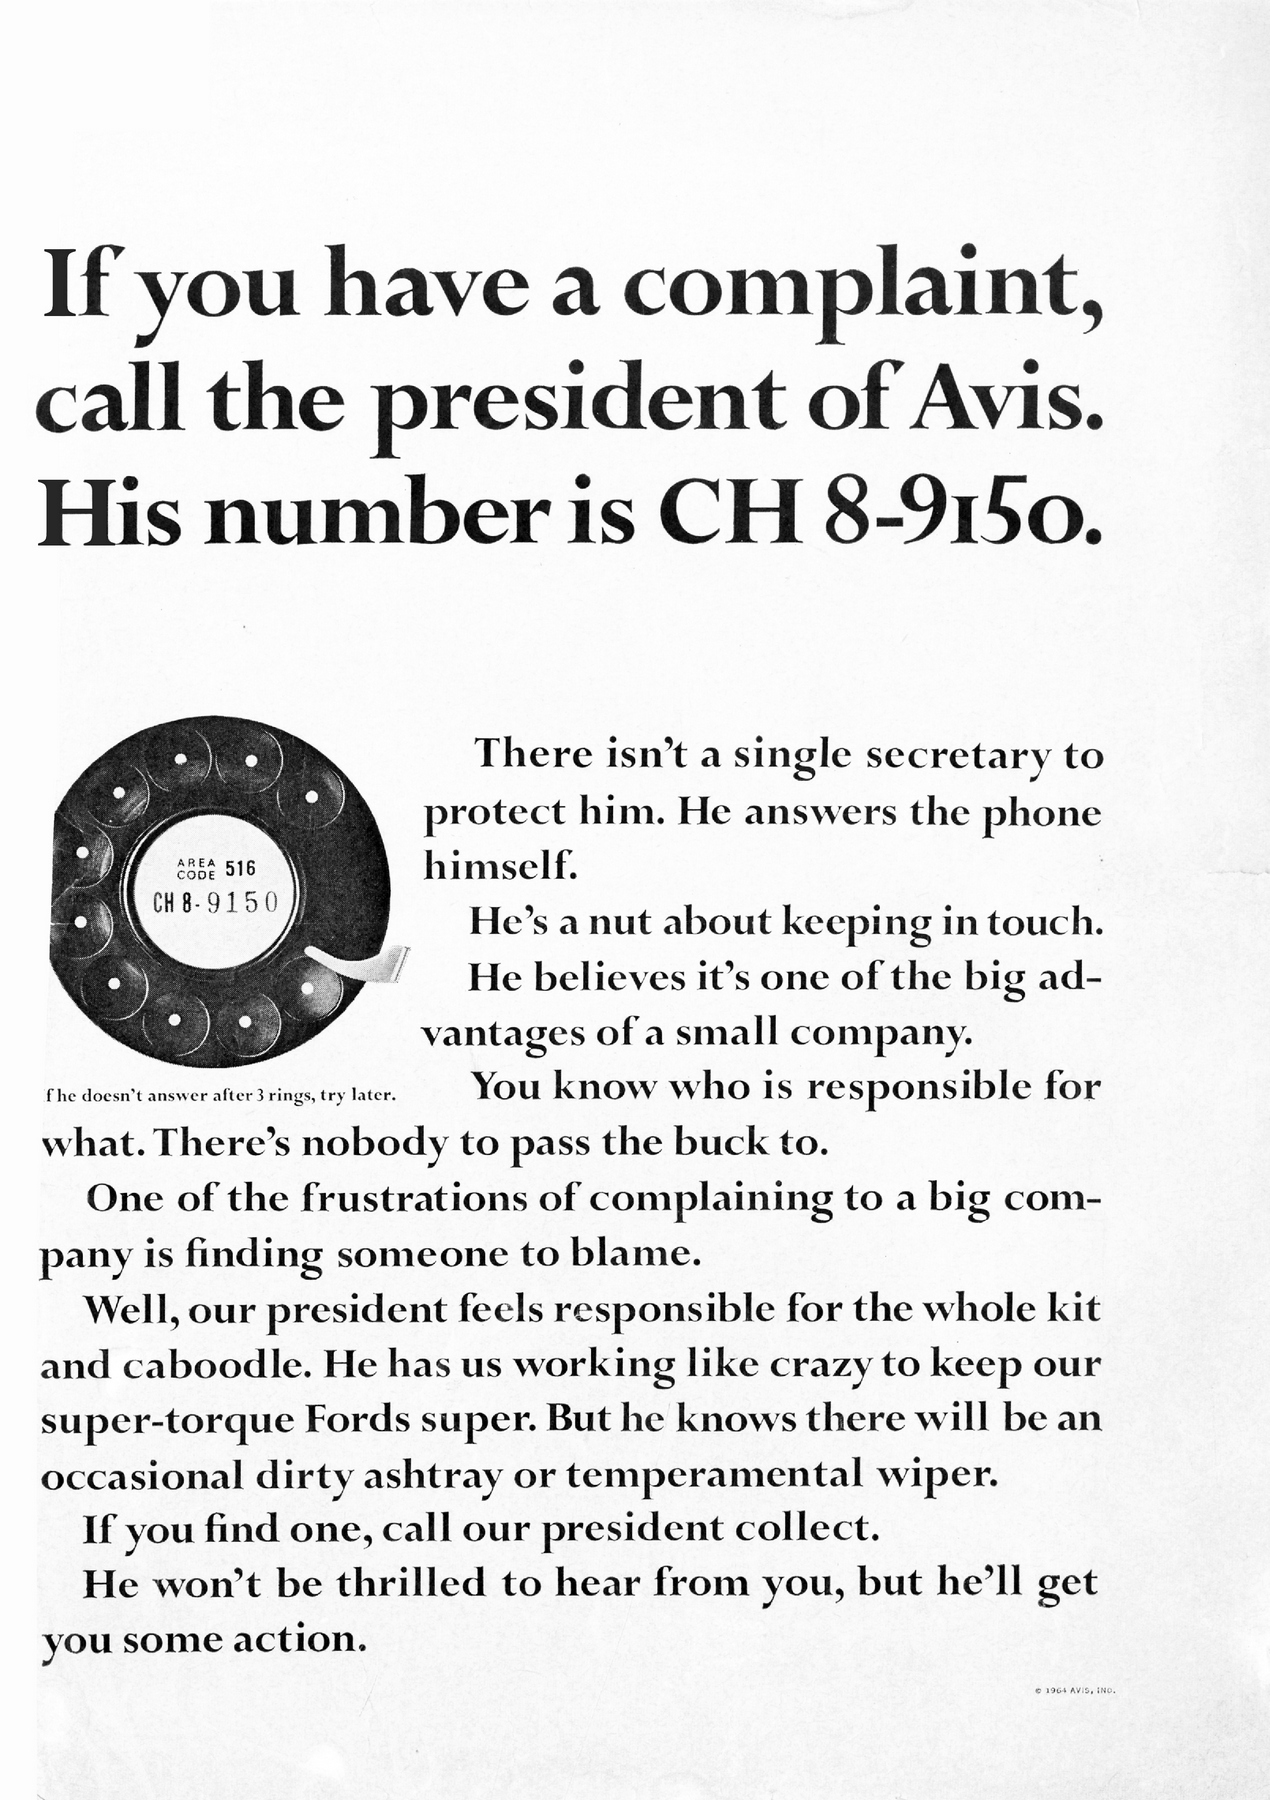 If you have a complaint,
call the president of Avis.
His number is CH 8-9150.
AREA
CODE 516
CH 8-9150
f he doesn't answer after 3 rings, try later.
There isn't a single secretary to
protect him. He answers the phone
himself.
He's a nut about keeping in touch.
He believes it's one of the big ad-
vantages of a small company.
You know who is responsible for
what. There's nobody to pass the buck to.
One of the frustrations of complaining to a big com-
pany is finding someone to blame.
Well, our president feels responsible for the whole kit
and caboodle. He has us working like crazy to keep our
super-torque Fords super. But he knows there will be an
occasional dirty ashtray or temperamental wiper.
If you find one, call our president collect.
He won't be thrilled to hear from you, but he'll get
you some action.
© 1964 AVIS, INC.